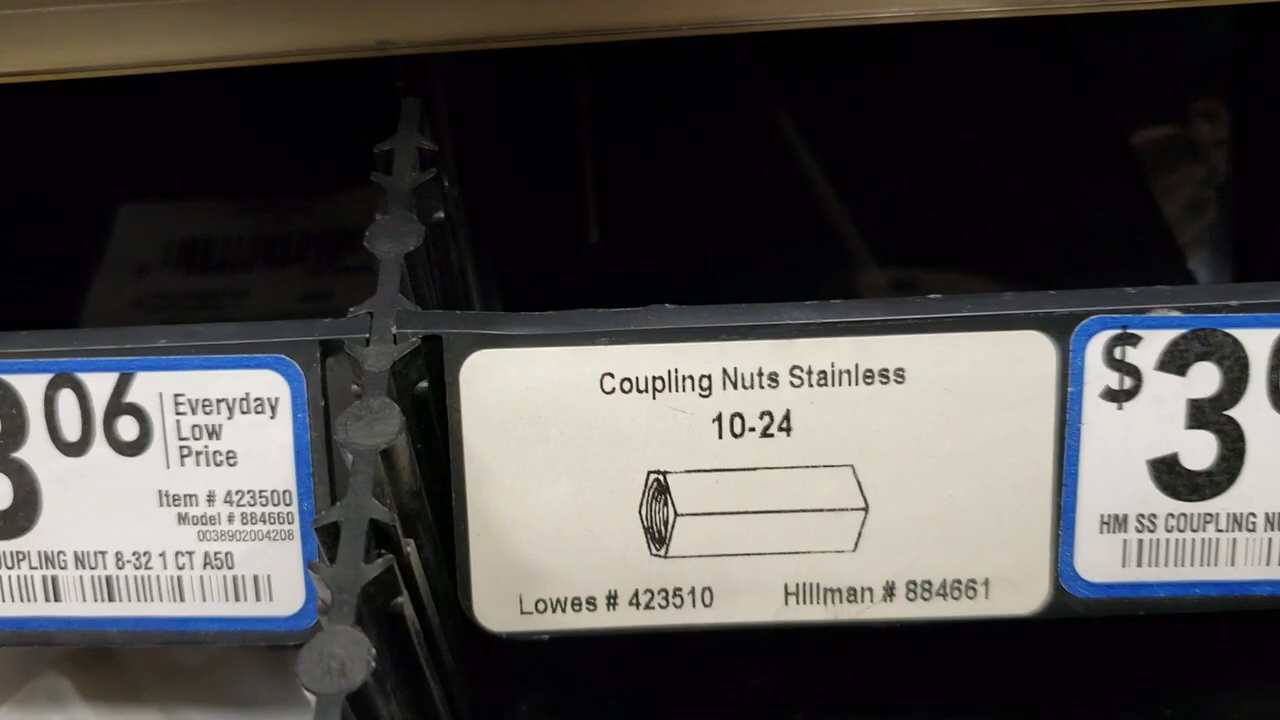 06
Everyday
Low
Price
Item # 423500
Model # 884660
0038902004208
COUPLING NUT 8-32 1 CT A50
Coupling Nuts Stainless
10-24
Lowes # 423510 Hillman # 884661
$3
HM SS COUPLING